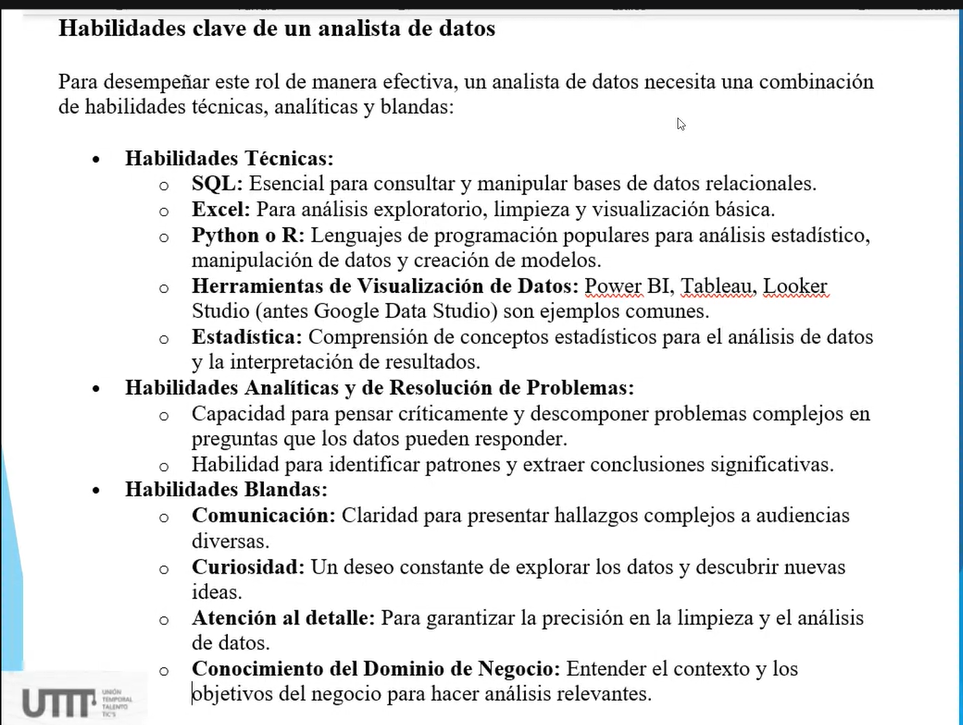 Habilidades clave de un analista de datos
Para desempeñar este rol de manera efectiva, un analista de datos necesita una combinación
de habilidades técnicas, analíticas y blandas:
• Habilidades Técnicas:
o SQL: Esencial para consultar y manipular bases de datos relacionales.
o Excel: Para análisis exploratorio, limpieza y visualización básica.
o Python o R: Lenguajes de programación populares para análisis estadístico,
manipulación de datos y creación de modelos.
o Herramientas de Visualización de Datos: Power BI, Tableau, Looker
Studio (antes Google Data Studio) son ejemplos comunes.
o Estadística: Comprensión de conceptos estadísticos para el análisis de datos
y la interpretación de resultados.
• Habilidades Analíticas y de Resolución de Problemas:
o Capacidad para pensar críticamente y descomponer problemas complejos en
preguntas que los datos pueden responder.
o Habilidad para identificar patrones y extraer conclusiones significativas.
• Habilidades Blandas:
o Comunicación: Claridad para presentar hallazgos complejos a audiencias
diversas.
o Curiosidad: Un deseo constante de explorar los datos y descubrir nuevas
ideas.
o Atención al detalle: Para garantizar la precisión en la limpieza y el análisis
de datos.
o Conocimiento del Dominio de Negocio: Entender el contexto y los
objetivos del negocio para hacer análisis relevantes.
UTTT
UNIÓN
TEMPORAL
TALENTO
TIC'S